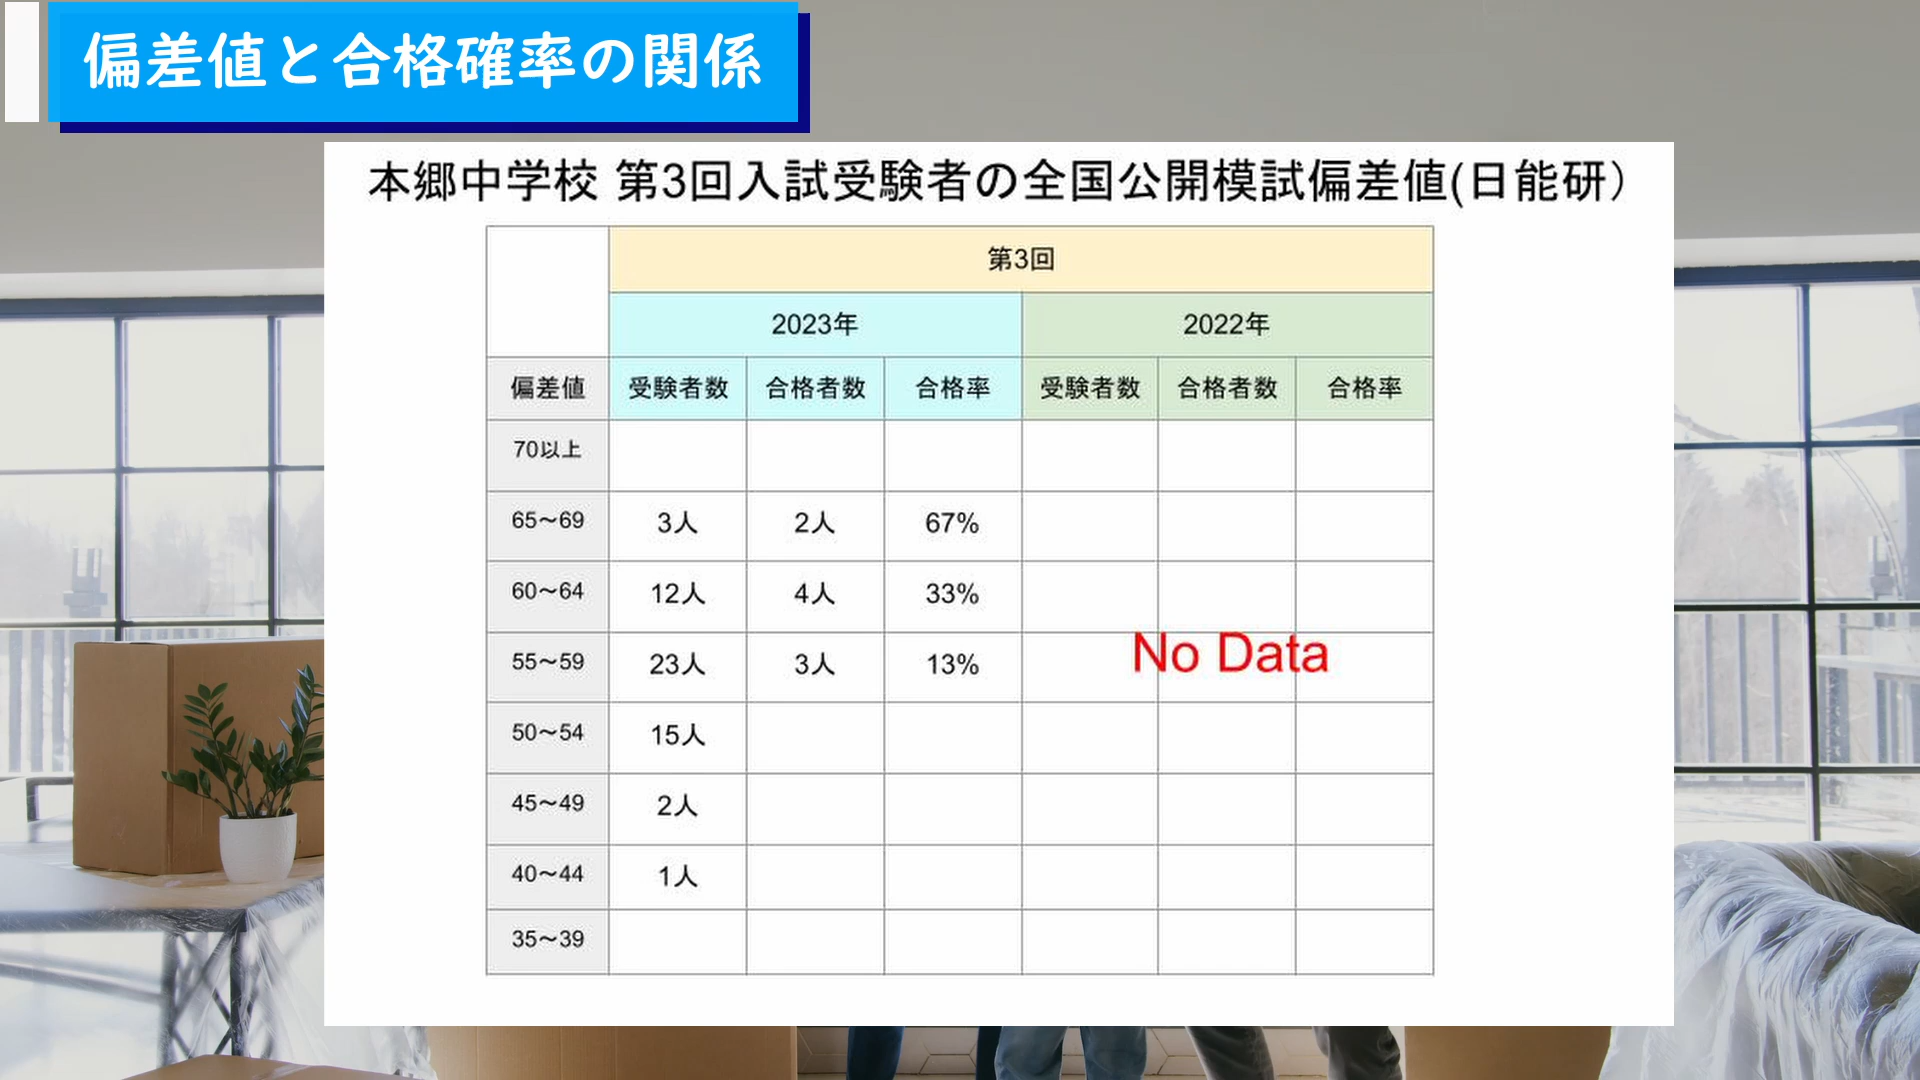 偏差値と合格確率の関係
本郷中学校 第3回入試受験者の全国公開模試偏差値(日能研）
第3回
2023年 2022年
偏差値 受験者数 合格者数 合格率 受験者数 合格者数 合格率
70以上
65～69 3人 2人 67%
60～64 12人 4人 33%
55～59 23人 3人 13%
No Data
50～54 15人
45～49 2人
40～44 1人
35～39